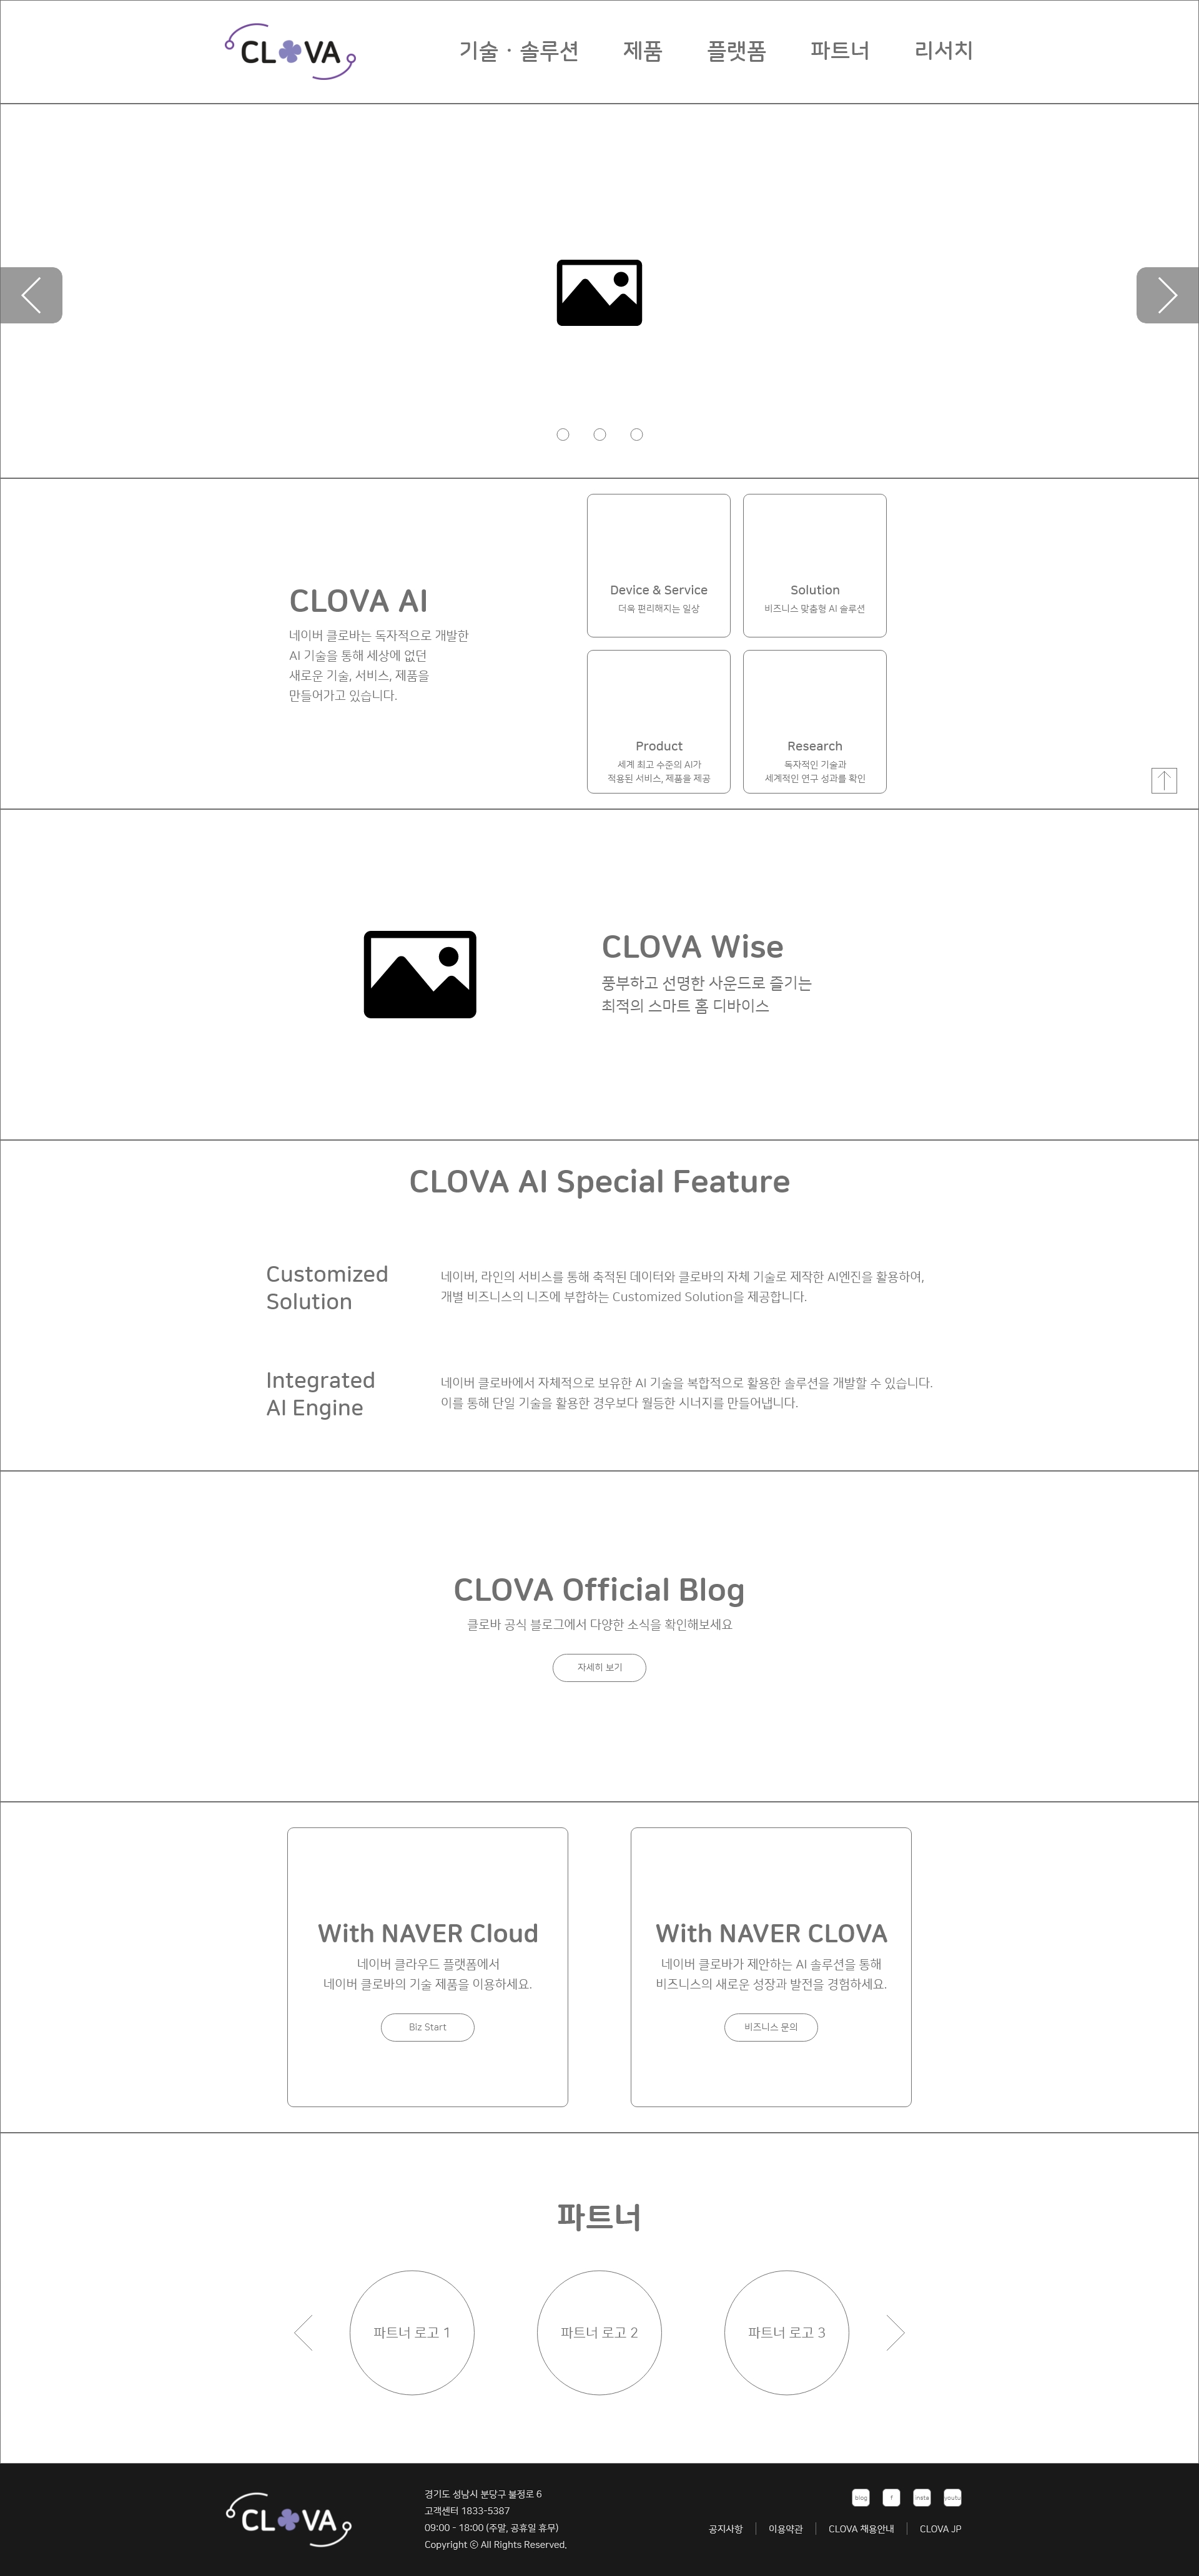 CLOVA
기술 · 솔루션 제품 플랫폼 파트너 리서치
CLOVA AI
네이버 클로바는 독자적으로 개발한
AI 기술을 통해 세상에 없던
새로운 기술, 서비스, 제품을
만들어가고 있습니다.
Device & Service
더욱 편리해지는 일상
Solution
비즈니스 맞춤형 AI 솔루션
Product
세계 최고 수준의 AI가
적용된 서비스, 제품을 제공
Research
독자적인 기술과
세계적인 연구 성과를 확인
CLOVA Wise
풍부하고 선명한 사운드로 즐기는
최적의 스마트 홈 디바이스
CLOVA AI Special Feature
Customized
Solution
네이버, 라인의 서비스를 통해 축적된 데이터와 클로바의 자체 기술로 제작한 AI엔진을 활용하여,
개별 비즈니스의 니즈에 부합하는 Customized Solution을 제공합니다.
Integrated
AI Engine
네이버 클로바에서 자체적으로 보유한 AI 기술을 복합적으로 활용한 솔루션을 개발할 수 있습니다.
이를 통해 단일 기술을 활용한 경우보다 월등한 시너지를 만들어냅니다.
CLOVA Official Blog
클로바 공식 블로그에서 다양한 소식을 확인해보세요
자세히 보기
With NAVER Cloud
네이버 클라우드 플랫폼에서
네이버 클로바의 기술 제품을 이용하세요.
Biz Start
With NAVER CLOVA
네이버 클로바가 제안하는 AI 솔루션을 통해
비즈니스의 새로운 성장과 발전을 경험하세요.
비즈니스 문의
파트너
파트너 로고 1
파트너 로고 2
파트너 로고 3
CLOVA
경기도 성남시 분당구 불정로 6
고객센터 1833-5387
09:00 - 18:00 (주말, 공휴일 휴무)
Copyright ⓒ All Rights Reserved.
blog f insta youtu
공지사항 이용약관 CLOVA 채용안내 CLOVA JP